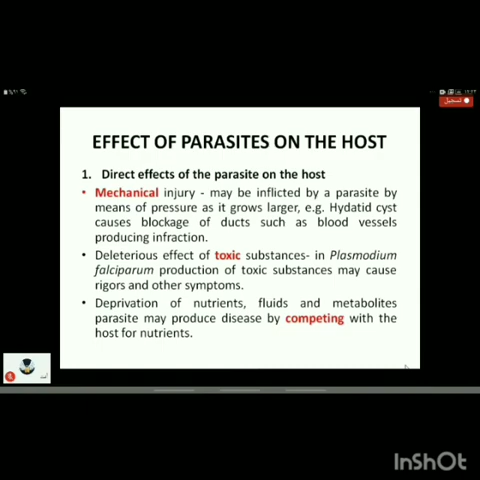 تسجيل
EFFECT OF PARASITES ON THE HOST
1. Direct effects of the parasite on the host
• Mechanical injury - may be inflicted by a parasite by
means of pressure as it grows larger, e.g. Hydatid cyst
causes blockage of ducts such as blood vessels
producing infraction.
• Deleterious effect of toxic substances- in Plasmodium
falciparum production of toxic substances may cause
rigors and other symptoms.
• Deprivation of nutrients, fluids and metabolites
parasite may produce disease by competing with the
host for nutrients.
InShOt